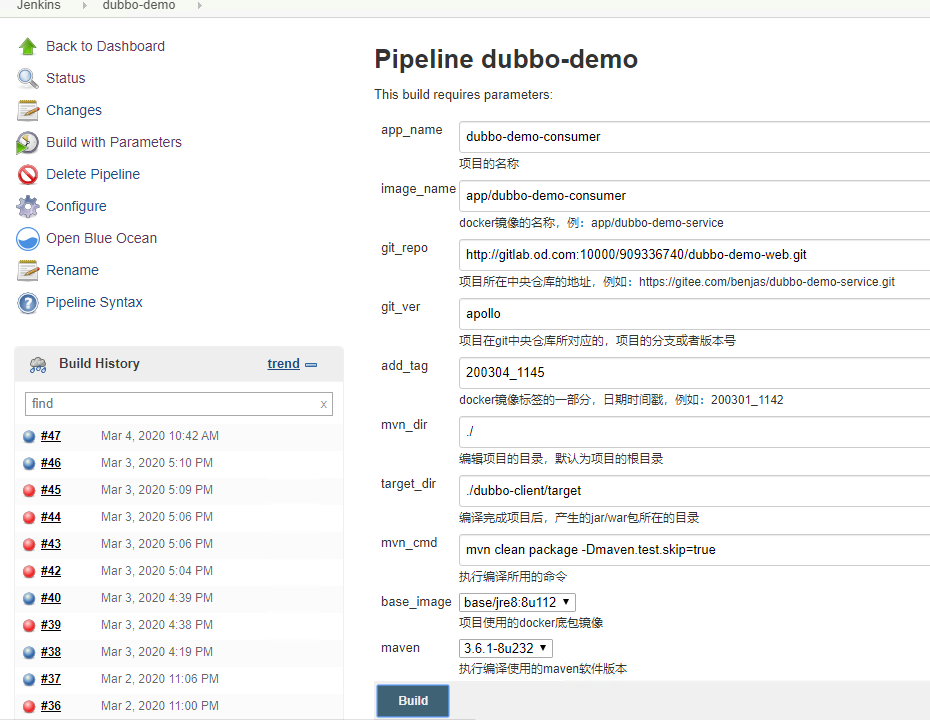 Jenkins dubbo-demo
Back to Dashboard
Status
Changes
Build with Parameters
Delete Pipeline
Configure
Open Blue Ocean
Rename
Pipeline Syntax
Build History trend
find x
#47 Mar 4, 2020 10:42 AM
#46 Mar 3, 2020 5:10 PM
#45 Mar 3, 2020 5:09 PM
#44 Mar 3, 2020 5:06 PM
#43 Mar 3, 2020 5:06 PM
#42 Mar 3, 2020 5:04 PM
#40 Mar 3, 2020 4:39 PM
#39 Mar 3, 2020 4:38 PM
#38 Mar 3, 2020 4:19 PM
#37 Mar 2, 2020 11:06 PM
#36 Mar 2, 2020 11:00 PM
Pipeline dubbo-demo
This build requires parameters:
app_name dubbo-demo-consumer
项目的名称
image_name app/dubbo-demo-consumer
docker镜像的名称，例：app/dubbo-demo-service
git_repo http://gitlab.od.com:10000/909336740/dubbo-demo-web.git
项目所在中央仓库的地址，例如：https://gitee.com/benjas/dubbo-demo-service.git
git_ver apollo
项目在git中央仓库所对应的，项目的分支或者版本号
add_tag 200304_1145
docker镜像标签的一部分，日期时间戳，例如：200301_1142
mvn_dir ./
编辑项目的目录，默认为项目的根目录
target_dir ./dubbo-client/target
编译完成项目后，产生的jar/war包所在的目录
mvn_cmd mvn clean package -Dmaven.test.skip=true
执行编译所用的命令
base_image base/jre8:8u112
项目使用的docker底包镜像
maven 3.6.1-8u232
执行编译使用的maven软件版本
Build